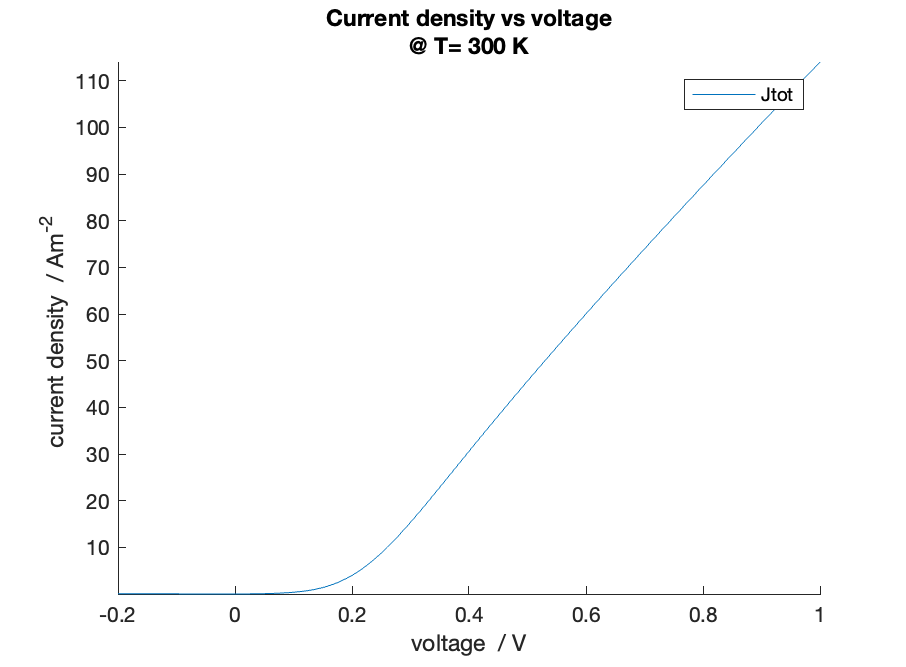 Current density vs voltage
@ T= 300 K
Jtot
110
100
90
80
70
60
50
40
30
20
10
current density / Am-2
-0.2 0 0.2 0.4 0.6 0.8 1
voltage / V